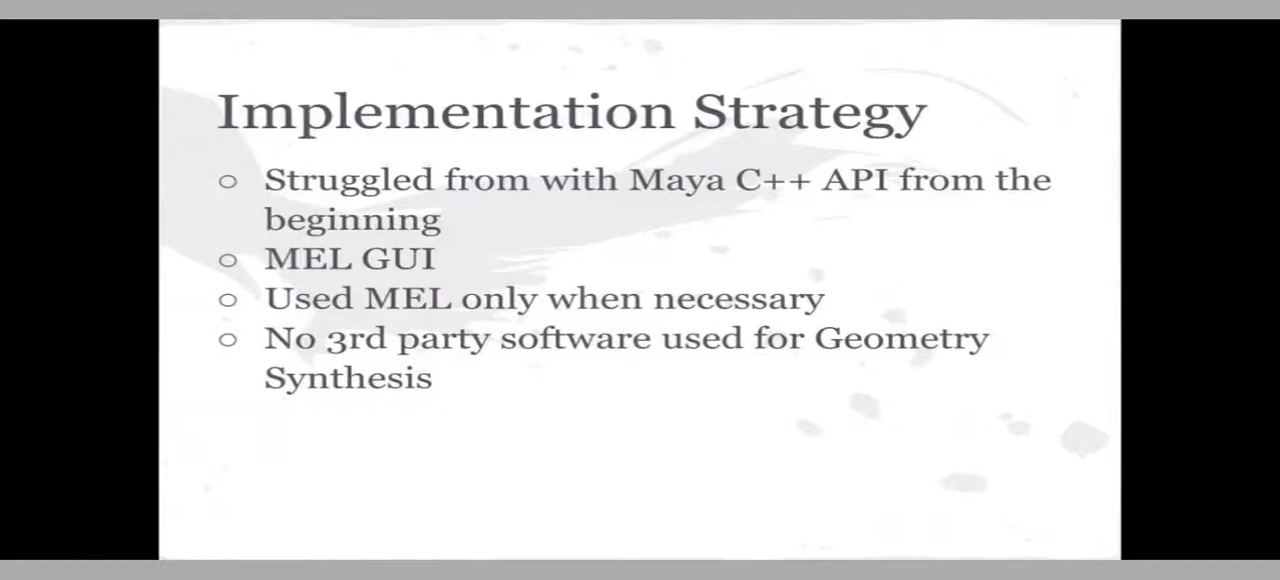 Implementation Strategy
○ Struggled from with Maya C++ API from the
beginning
○ MEL GUI
○ Used MEL only when necessary
○ No 3rd party software used for Geometry
Synthesis